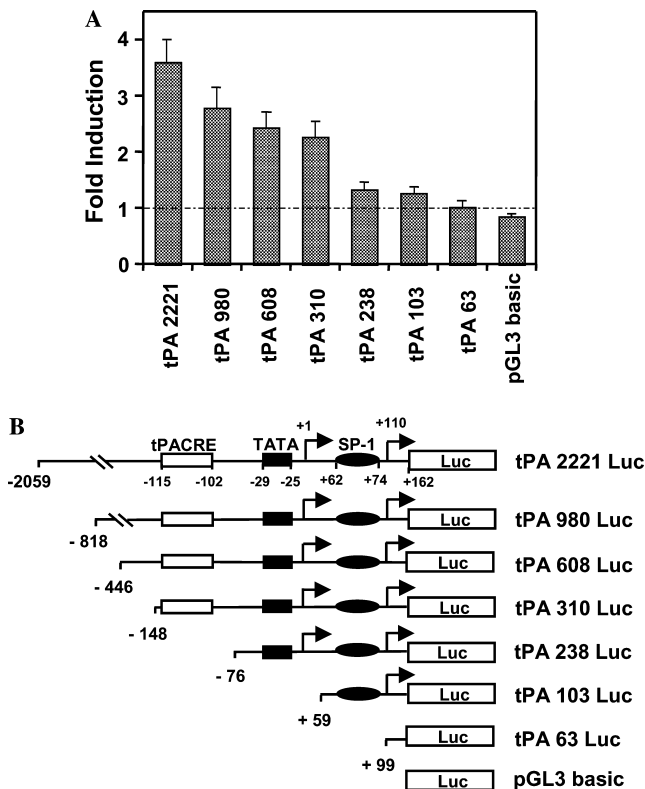 A
Fold Induction
4
3
2
1
0
tPA 2221
tPA 980
tPA 608
tPA 310
tPA 238
tPA 103
tPA 63
pGL3 basic
B
tPACRE TATA +1 SP-1 +110
Luc tPA 2221 Luc
-2059 -115 -102 -29 -25 +62 +74 +162
Luc tPA 980 Luc
- 818
Luc tPA 608 Luc
- 446
Luc tPA 310 Luc
- 148
Luc tPA 238 Luc
- 76
Luc tPA 103 Luc
+ 59
Luc tPA 63 Luc
+ 99
Luc pGL3 basic